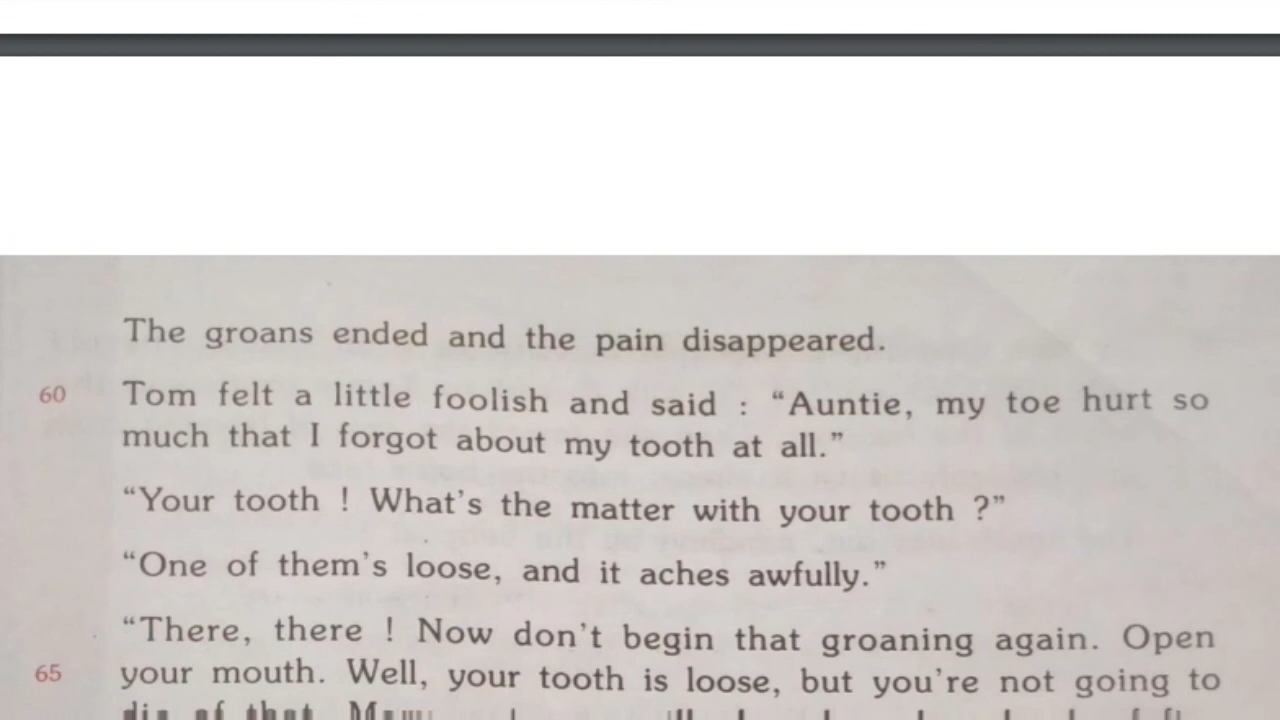 The groans ended and the pain disappeared.
60 Tom felt a little foolish and said : “Auntie, my toe hurt so
much that I forgot about my tooth at all.”
“Your tooth ! What’s the matter with your tooth ?”
“One of them’s loose, and it aches awfully.”
“There, there ! Now don’t begin that groaning again. Open
65 your mouth. Well, your tooth is loose, but you’re not going to
die of that.